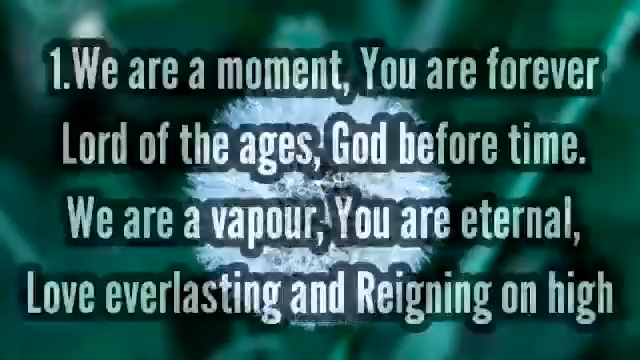 1.We are a moment, You are forever
Lord of the ages, God before time.
We are a vapour, You are eternal,
Love everlasting and Reigning on high